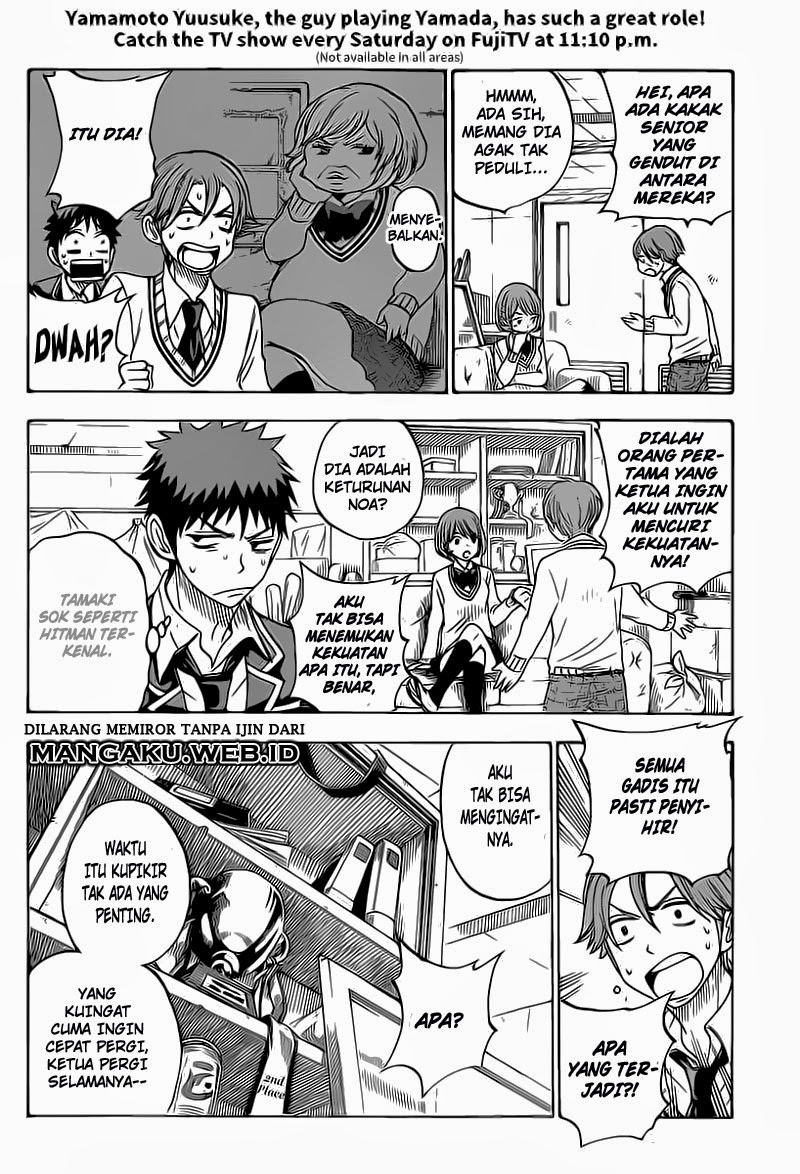 Yamamoto Yuusuke, the guy playing Yamada, has such a great role!
Catch the TV show every Saturday on FujiTV at 11:10 p.m.
(Not available in all areas)
HEI, APA
ADA KAKAK
SENIOR
YANG
GENDUT DI
ANTARA
MEREKA?
HMMM,
ADA SIH,
MEMANG DIA
AGAK TAK
PEDULI...
MENYE-
BALKAN.
ITU DIA!
DWAH?
DIALAH
ORANG PER-
TAMA YANG
KETUA INGIN
AKU UNTUK
MENCURI
KEKUATAN-
NYA!
JADI
DIA ADALAH
KETURUNAN
NOA?
AKU
TAK BISA
MENEMUKAN
KEKUATAN
APA ITU, TAPI
BENAR,
TAMAKI
SOK SEPERTI
HITMAN TER-
KENAL.
DILARANG MEMIROR TANPA IJIN DARI
MANGAKU.WEB.ID
SEMUA
GADIS ITU
PASTI PENYI-
HIR!
APA
YANG TER-
JADI?!
AKU
TAK BISA
MENGINGAT-
NYA.
APA?
WAKTU
ITU KUPIKIR
TAK ADA YANG
PENTING.
YANG
KUINGAT
CUMA INGIN
CEPAT PERGI,
KETUA PERGI
SELAMANYA--
2nd
Place